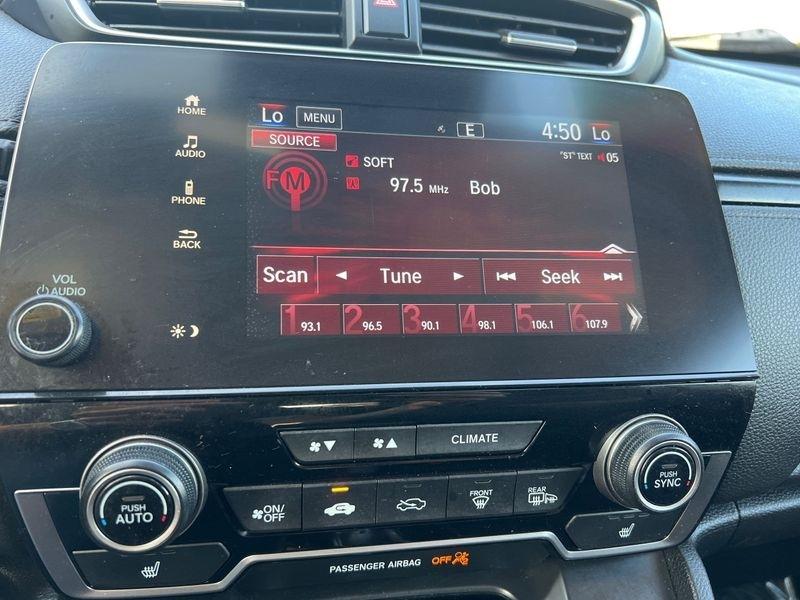 HOME
AUDIO
PHONE
BACK
VOL
AUDIO
Lo MENU E 4:50 Lo
SOURCE
"ST" TEXT 05
FM
SOFT
97.5 MHz Bob
Scan Tune Seek
1 93.1 2 96.5 3 90.1 4 98.1 5 106.1 6 107.9
CLIMATE
PUSH
AUTO
ON/
OFF
FRONT
REAR
PUSH
SYNC
PASSENGER AIRBAG OFF